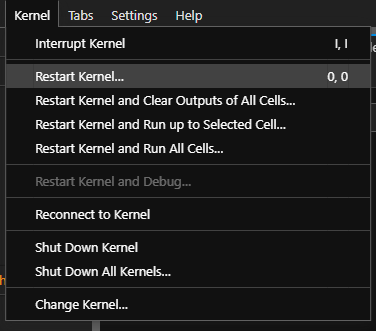 Kernel Tabs Settings Help
Interrupt Kernel I, I
Restart Kernel... 0, 0
Restart Kernel and Clear Outputs of All Cells...
Restart Kernel and Run up to Selected Cell...
Restart Kernel and Run All Cells...
Restart Kernel and Debug...
Reconnect to Kernel
Shut Down Kernel
Shut Down All Kernels...
Change Kernel...